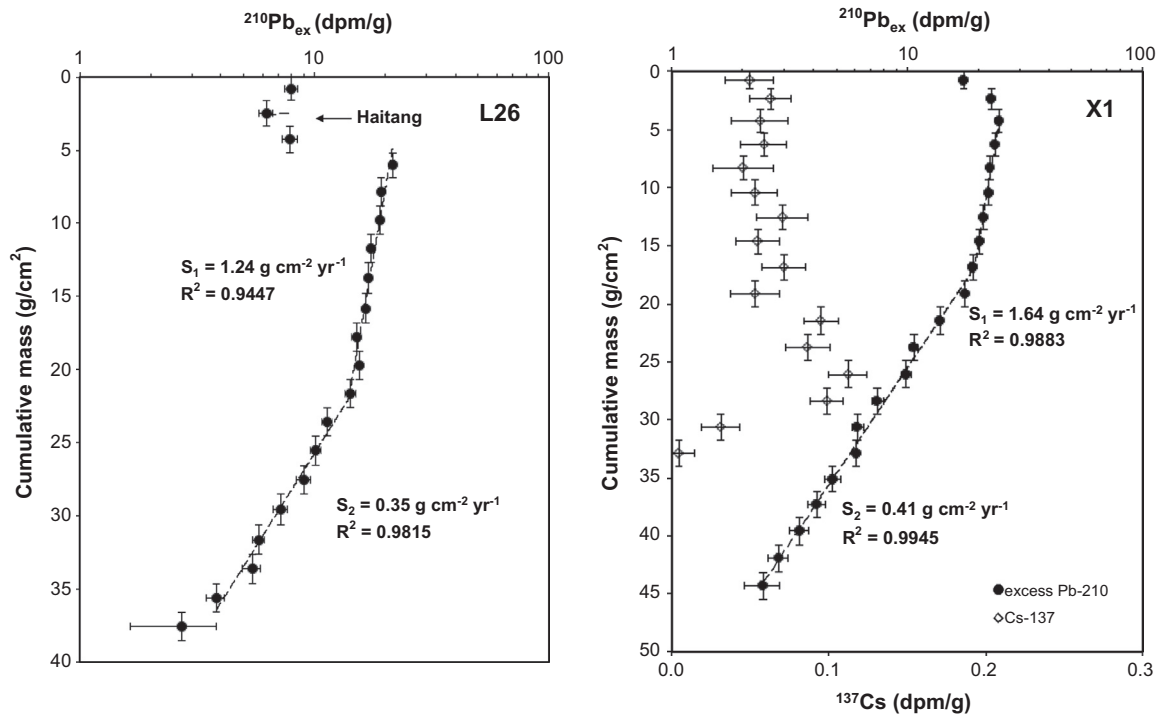 ²¹⁰Pbₑₓ (dpm/g)
1 10 100
0
5
10
15
20
25
30
35
40
Cumulative mass (g/cm²)
L26
Haitang
S₁ = 1.24 g cm⁻² yr⁻¹
R² = 0.9447
S₂ = 0.35 g cm⁻² yr⁻¹
R² = 0.9815
²¹⁰Pbₑₓ (dpm/g)
1 10 100
0
5
10
15
20
25
30
35
40
45
50
Cumulative mass (g/cm²)
X1
S₁ = 1.64 g cm⁻² yr⁻¹
R² = 0.9883
S₂ = 0.41 g cm⁻² yr⁻¹
R² = 0.9945
excess Pb-210
Cs-137
0.0 0.1 0.2 0.3
¹³⁷Cs (dpm/g)